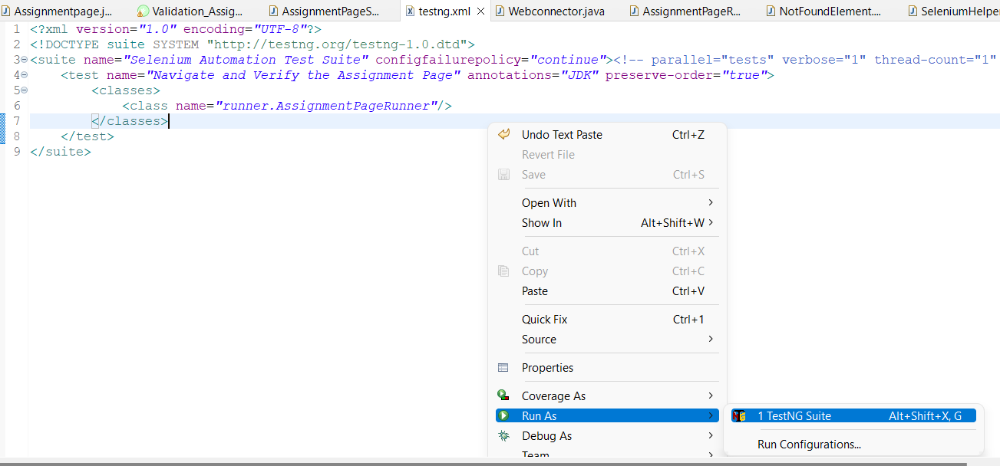 Assignmentpage.j... Validation_Assig... AssignmentPageS... testng.xml Webconnector.java AssignmentPageR... NotFoundElement.... SeleniumHelpe
1 <?xml version="1.0" encoding="UTF-8"?>
2 <!DOCTYPE suite SYSTEM "http://testng.org/testng-1.0.dtd">
3 <suite name="Selenium Automation Test Suite" configfailurepolicy="continue"><!-- parallel="tests" verbose="1" thread-count="1"
4 <test name="Navigate and Verify the Assignment Page" annotations="JDK" preserve-order="true">
5 <classes>
6 <class name="runner.AssignmentPageRunner"/>
7 </classes>
8 </test>
9 </suite>
Undo Text Paste Ctrl+Z
Revert File
Save Ctrl+S
Open With
Show In Alt+Shift+W
Cut Ctrl+X
Copy Ctrl+C
Paste Ctrl+V
Quick Fix Ctrl+1
Source
Properties
Coverage As
Run As
1 TestNG Suite Alt+Shift+X, G
Debug As
Run Configurations...
Team